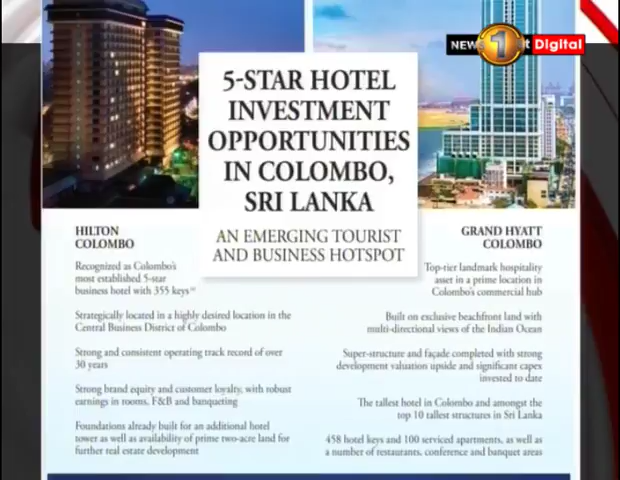 NEWS 1st Digital
5-STAR HOTEL
INVESTMENT
OPPORTUNITIES
IN COLOMBO,
SRI LANKA
AN EMERGING TOURIST
AND BUSINESS HOTSPOT
HILTON
COLOMBO
Recognized as Colombo's
most established 5-star
business hotel with 355 keys
Strategically located in a highly desired location in the
Central Business District of Colombo
Strong and consistent operating track record of over
30 years
Strong brand equity and customer loyalty, with robust
earnings in rooms, F&B and banqueting
Foundations already built for an additional hotel
tower as well as availability of prime two-acre land for
further real estate development
GRAND HYATT
COLOMBO
Top-tier landmark hospitality
asset in a prime location in
Colombo's commercial hub
Built on exclusive beachfront land with
multi-directional views of the Indian Ocean
Super-structure and façade completed with strong
development valuation upside and significant capex
invested to date
The tallest hotel in Colombo and amongst the
top 10 tallest structures in Sri Lanka
458 hotel keys and 100 serviced apartments, as well as
a number of restaurants, conference and banquet areas